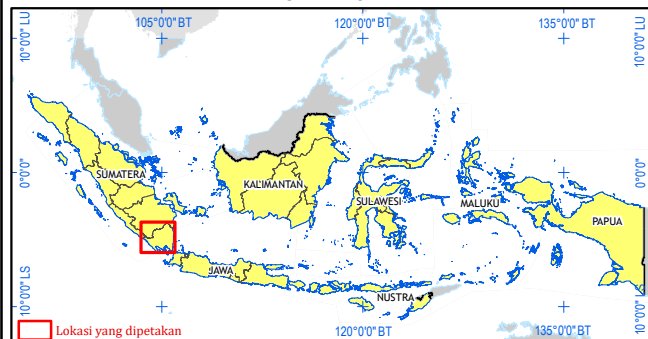 105°0'0" BT
120°0'0" BT
135°0'0" BT
10°0'0" LU
10°0'0" LU
SUMATERA
KALIMANTAN
0°0'0"
0°0'0"
SULAWESI
MALUKU
PAPUA
JAWA
NUSTRA
10°0'0" LS
10°0'0" L
Lokasi yang dipetakan
120°0'0" BT
135°0'0" BT